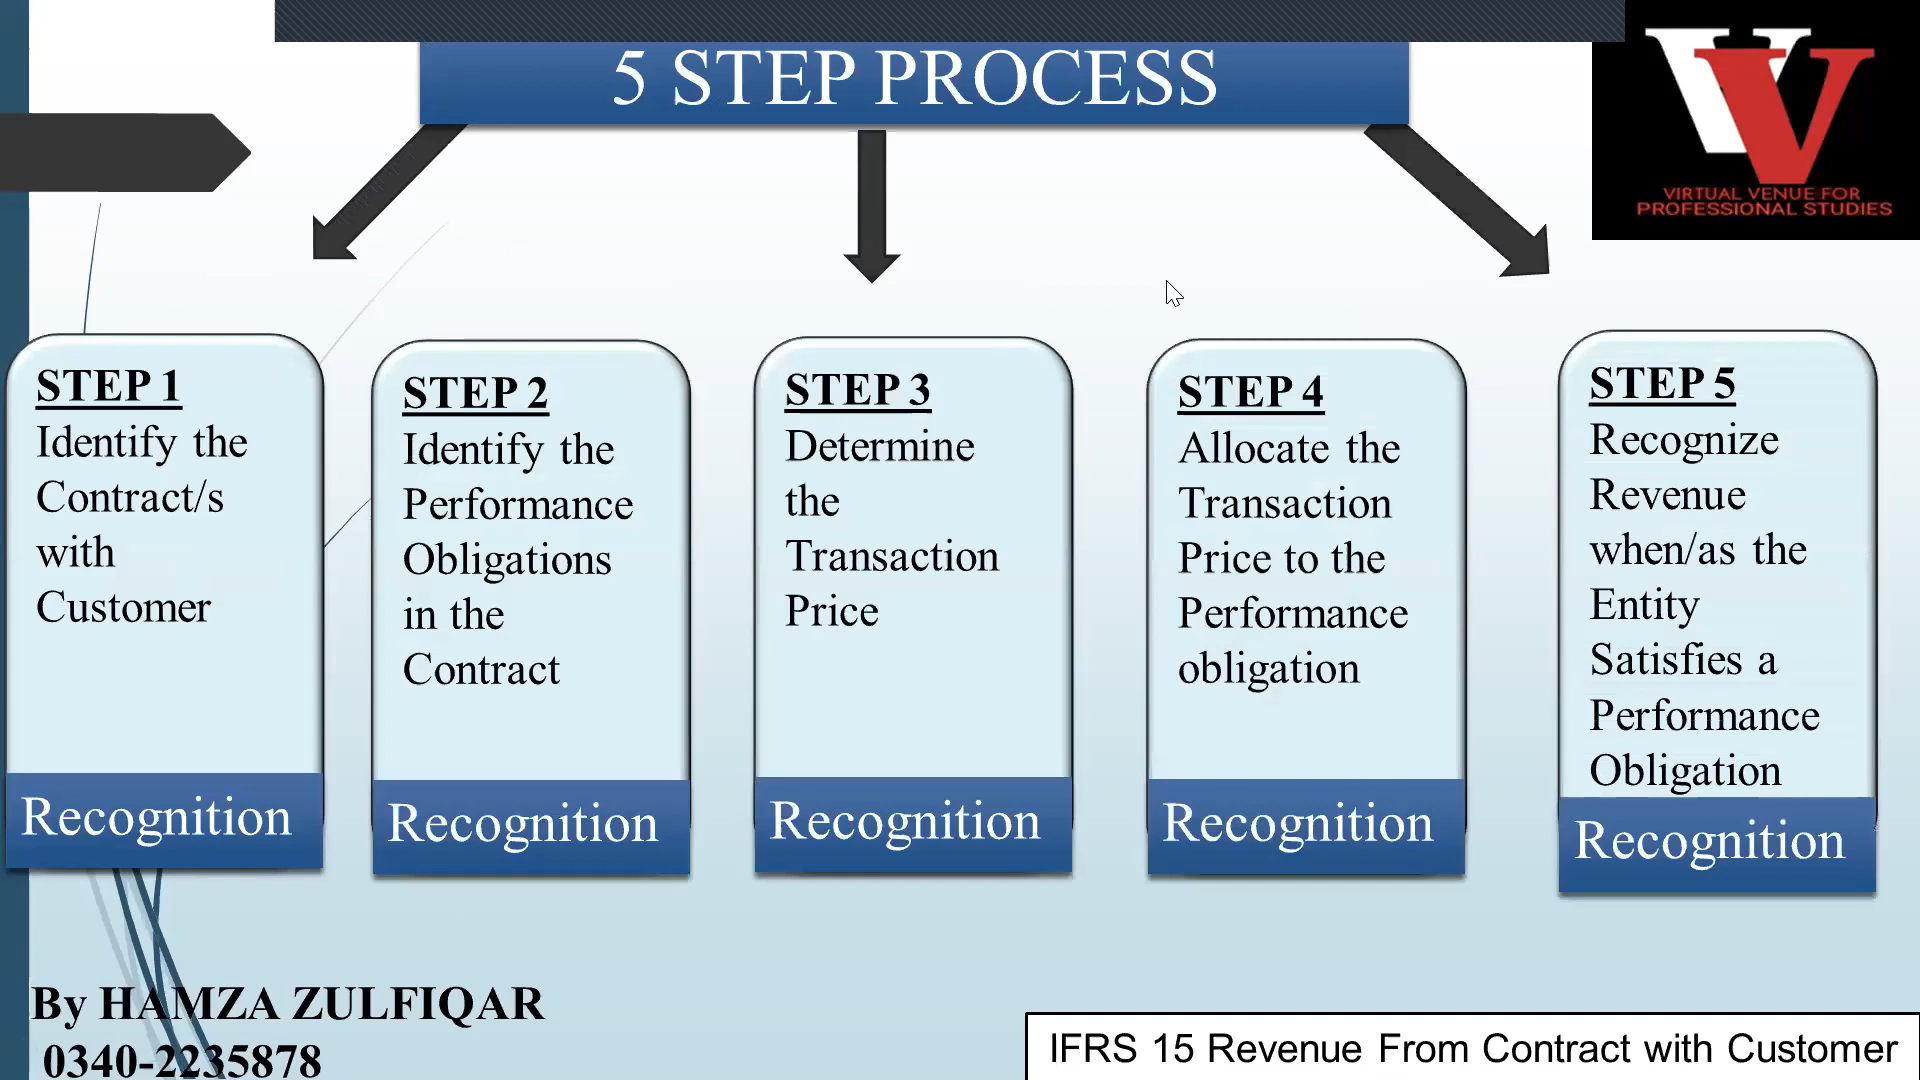 5 STEP PROCESS
VIRTUAL VENUE FOR
PROFESSIONAL STUDIES
STEP 1
Identify the
Contract/s
with
Customer
Recognition
STEP 2
Identify the
Performance
Obligations
in the
Contract
Recognition
STEP 3
Determine
the
Transaction
Price
Recognition
STEP 4
Allocate the
Transaction
Price to the
Performance
obligation
Recognition
STEP 5
Recognize
Revenue
when/as the
Entity
Satisfies a
Performance
Obligation
Recognition
By HAMZA ZULFIQAR
0340-2235878
IFRS 15 Revenue From Contract with Customer